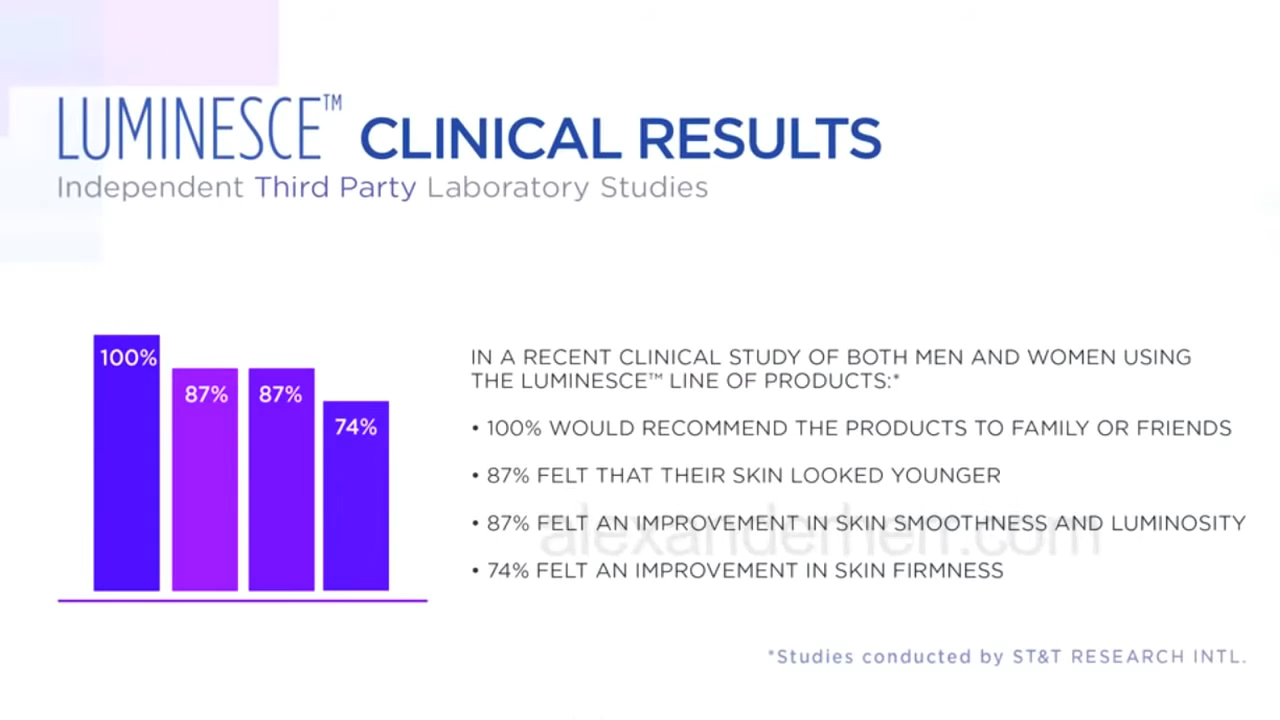 LUMINESCE™ CLINICAL RESULTS
Independent Third Party Laboratory Studies
100%
87%
87%
74%
IN A RECENT CLINICAL STUDY OF BOTH MEN AND WOMEN USING
THE LUMINESCE™ LINE OF PRODUCTS:*
• 100% WOULD RECOMMEND THE PRODUCTS TO FAMILY OR FRIENDS
• 87% FELT THAT THEIR SKIN LOOKED YOUNGER
• 87% FELT AN IMPROVEMENT IN SKIN SMOOTHNESS AND LUMINOSITY
• 74% FELT AN IMPROVEMENT IN SKIN FIRMNESS
*Studies conducted by ST&T RESEARCH INTL.